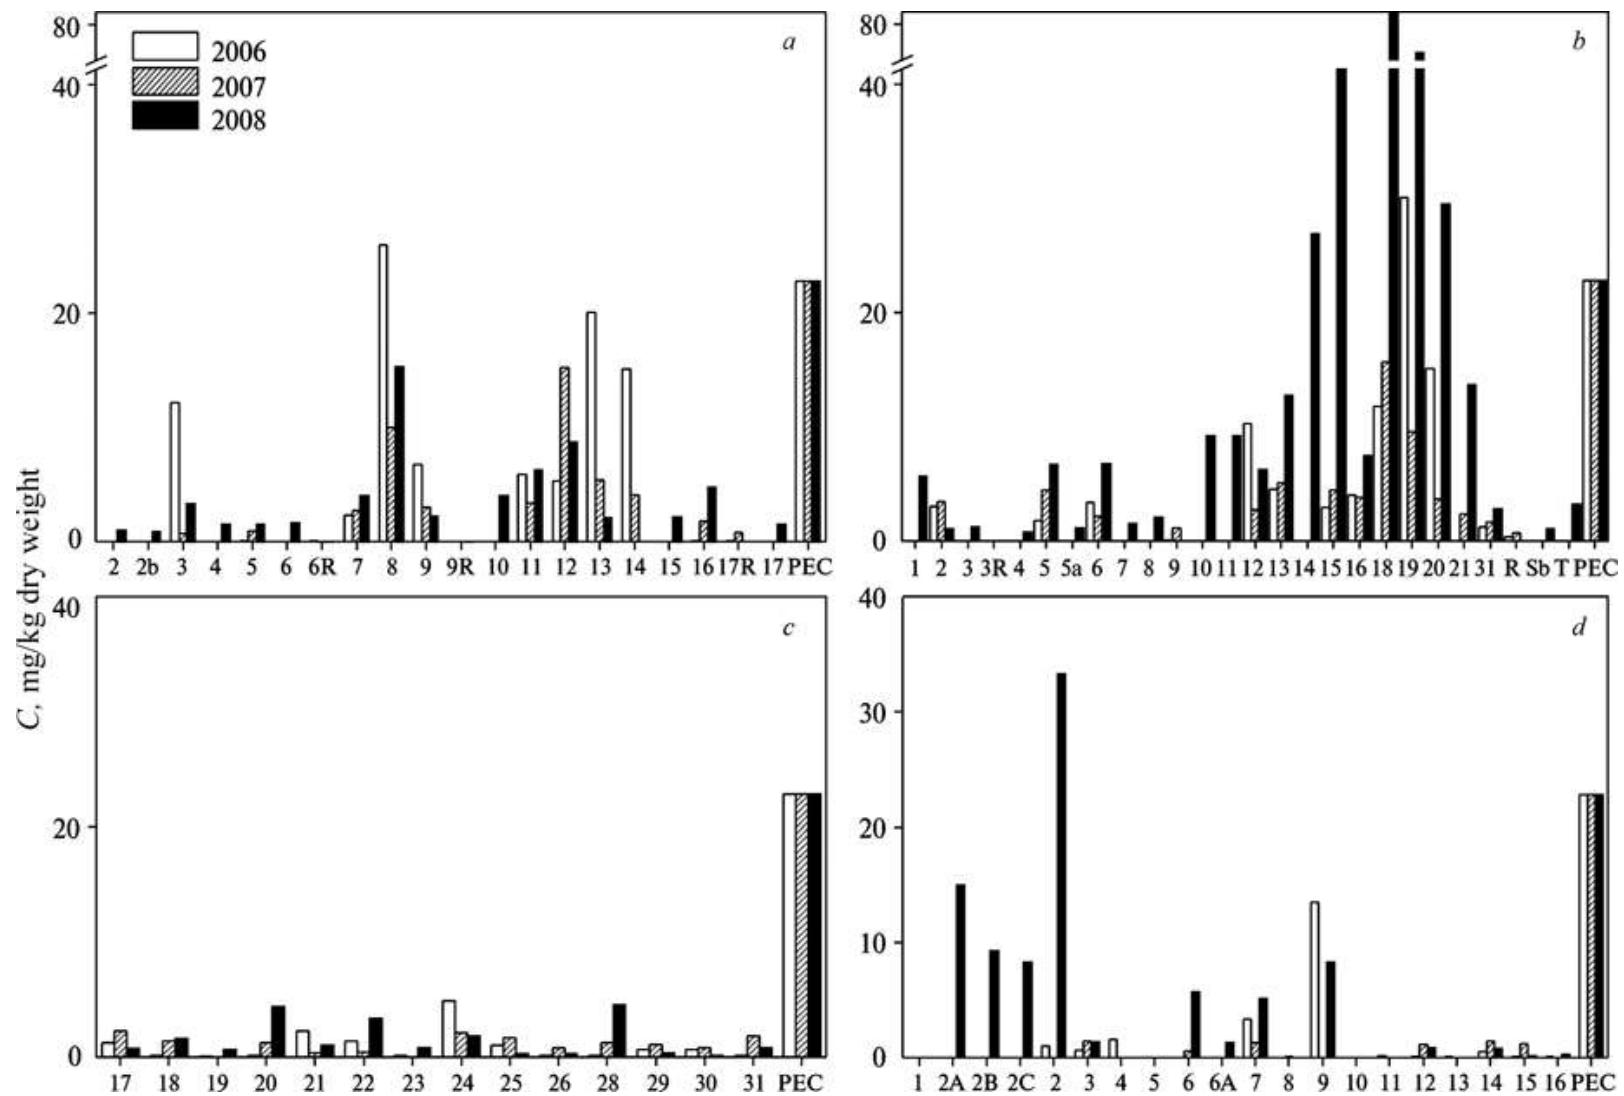 80
40
20
0
2006
2007
2008
a
2 2b 3 4 5 6 6R 7 8 9 9R 10 11 12 13 14 15 16 17R 17 PEC
80
40
20
0
b
1 2 3 3R 4 5 5a 6 7 8 9 10 11 12 13 14 15 16 18 19 20 21 31 R Sb T PEC
C, mg/kg dry weight
40
20
0
c
17 18 19 20 21 22 23 24 25 26 28 29 30 31 PEC
40
30
20
10
0
d
1 2A 2B 2C 2 3 4 5 6 6A 7 8 9 10 11 12 13 14 15 16 PEC